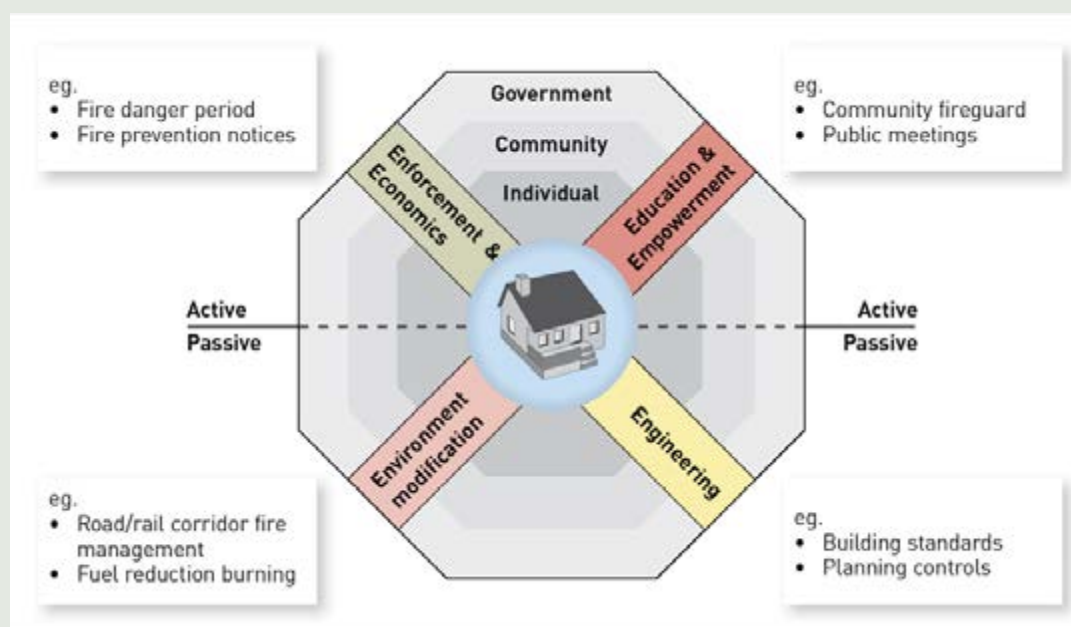 eg.
• Fire danger period
• Fire prevention notices
eg.
• Community fireguard
• Public meetings
Government
Community
Individual
Enforcement &
Economics
Education &
Empowerment
Active
Passive
Active
Passive
Environment
modification
Engineering
eg.
• Road/rail corridor fire
management
• Fuel reduction burning
eg.
• Building standards
• Planning controls